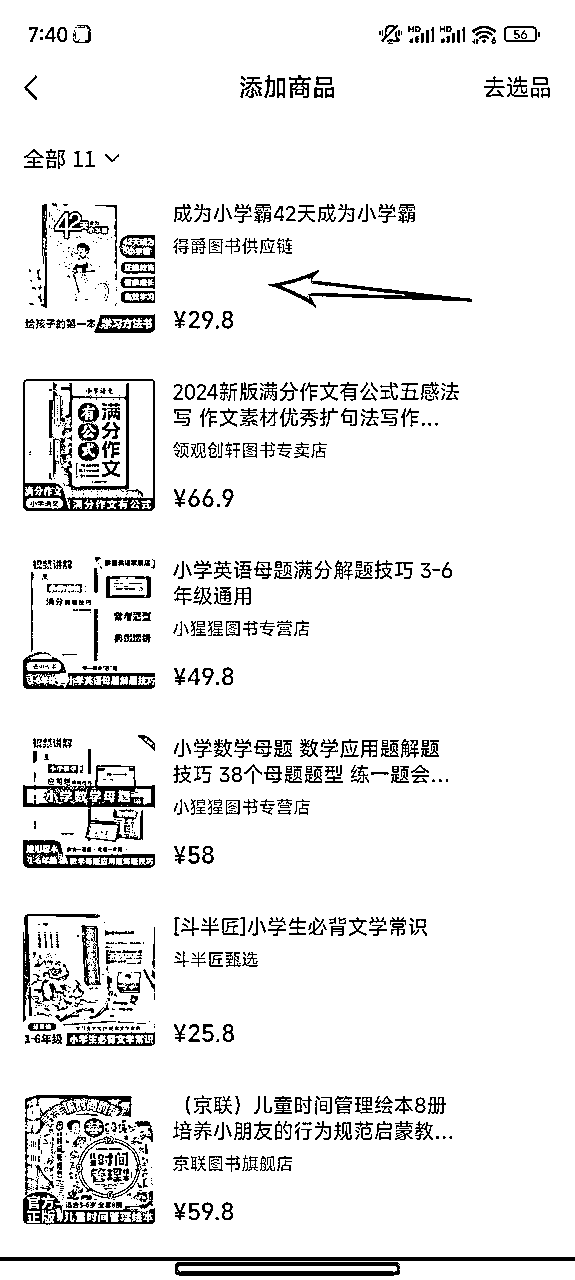 7:40
HD
HD
56
添加商品
去选品
全部 11
成为小学霸42天成为小学霸
得爵图书供应链
42
给孩子的第一本 学习方法书
¥29.8
2024新版满分作文有公式五感法
写 作文素材优秀扩句法写作...
领观创轩图书专卖店
有公式
满分作文
满分作文
小学语文
满分作文有公式
¥66.9
小学英语母题满分解题技巧 3-6
年级通用
小猩猩图书专营店
视频讲解
小学英语母题满分解题技巧
¥49.8
小学数学母题 数学应用题解题
技巧 38个母题题型 练一题会...
小猩猩图书专营店
视频讲解
小学数学母题
¥58
[斗半匠]小学生必背文学常识
斗半匠甄选
1-6年级 小学生必背文学常识
¥25.8
（京联）儿童时间管理绘本8册
培养小朋友的行为规范启蒙教...
京联图书旗舰店
时间
管理
官方
正版
儿童时间管理绘本
¥59.8